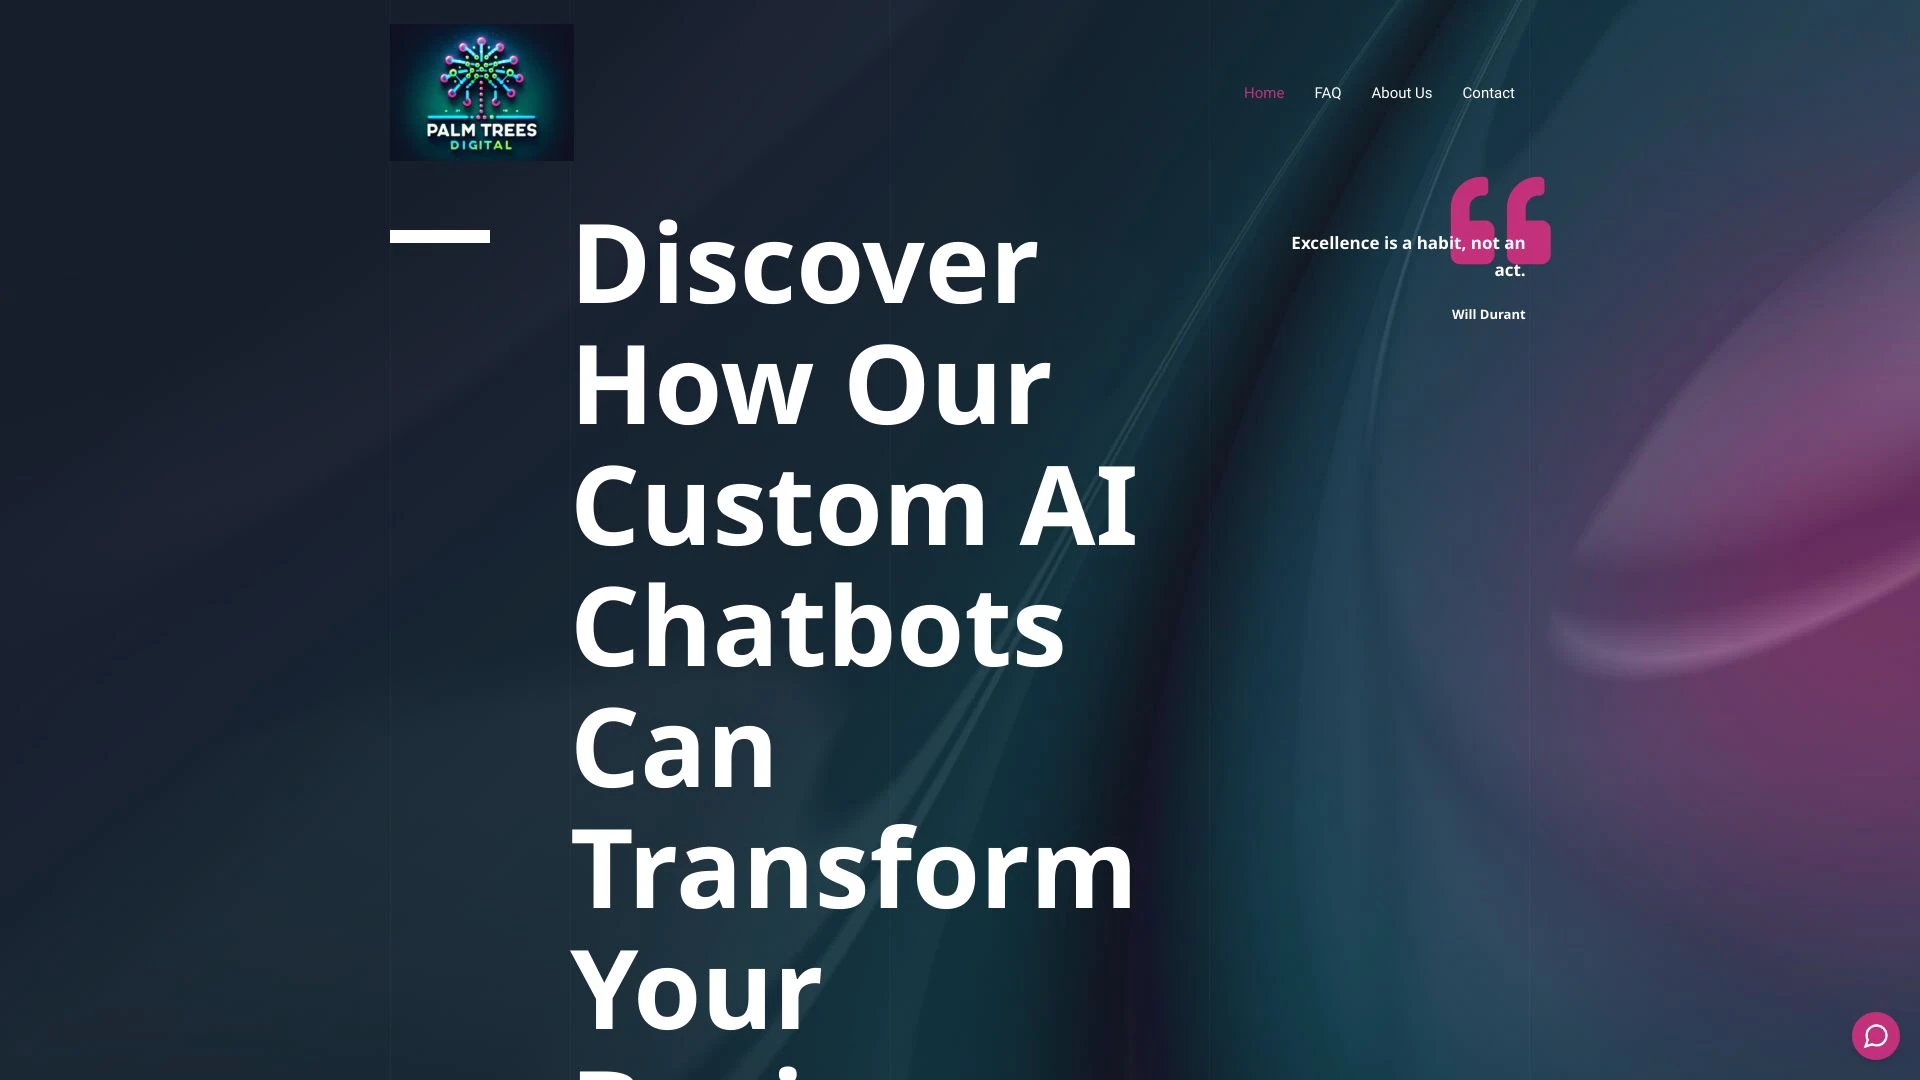 PALM TREES
DIGITAL
Home
FAQ
About Us
Contact
Discover
How Our
Custom AI
Chatbots
Can
Transform
Your
Excellence is a habit, not an
act.
Will Durant